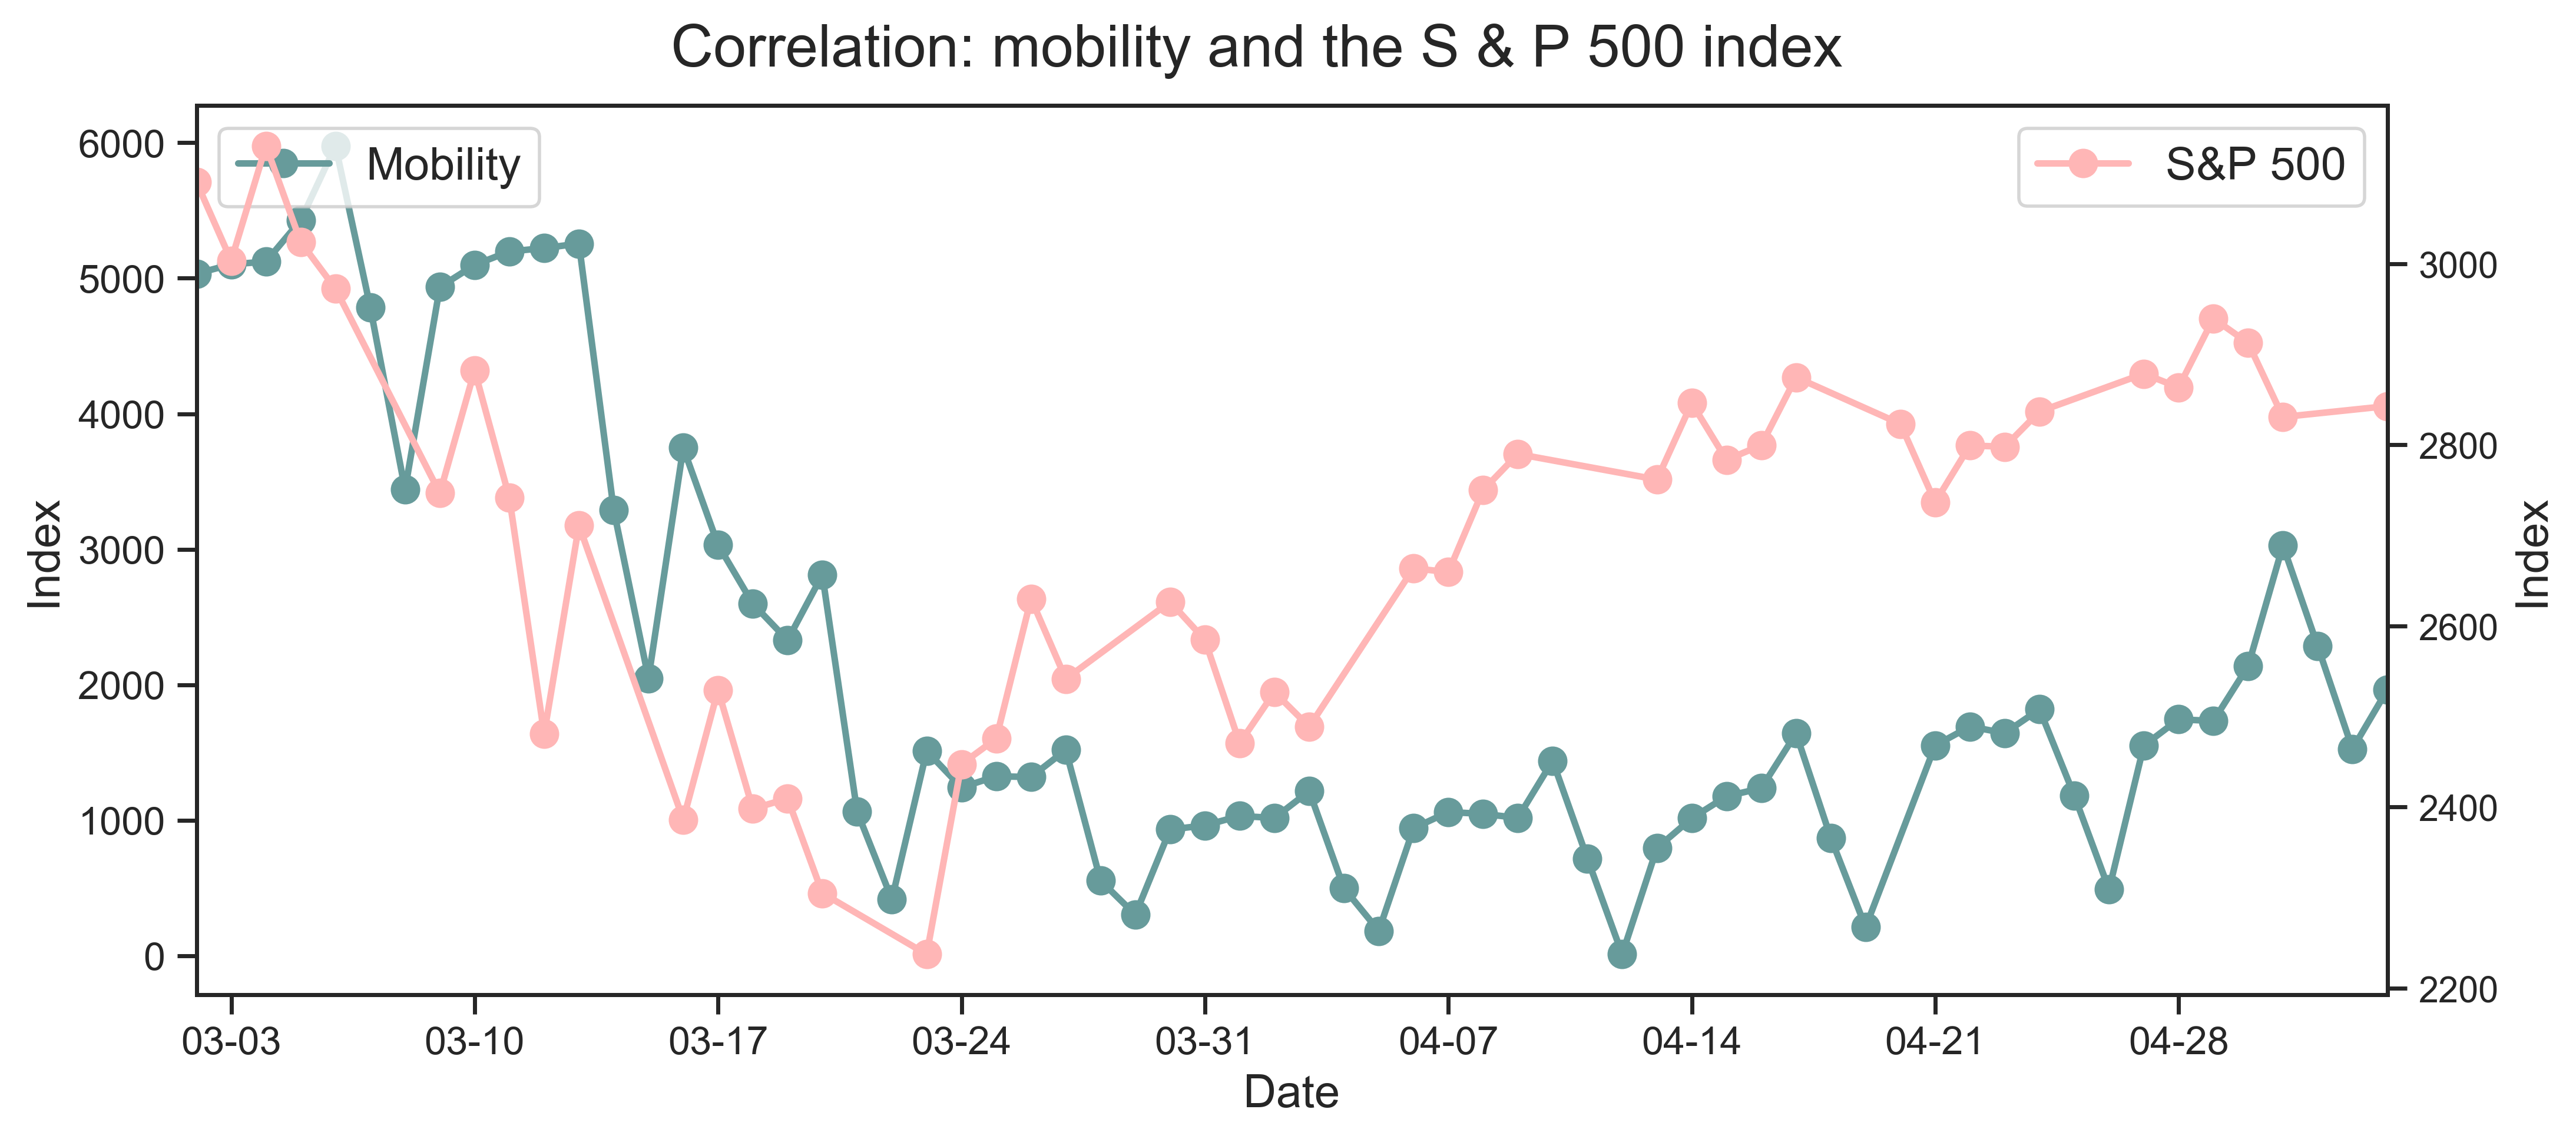 Correlation: mobility and the S & P 500 index
Mobility
S&P 500
6000
5000
4000
3000
2000
1000
0
Index
3000
2800
2600
2400
2200
Index
03-03 03-10 03-17 03-24 03-31 04-07 04-14 04-21 04-28
Date